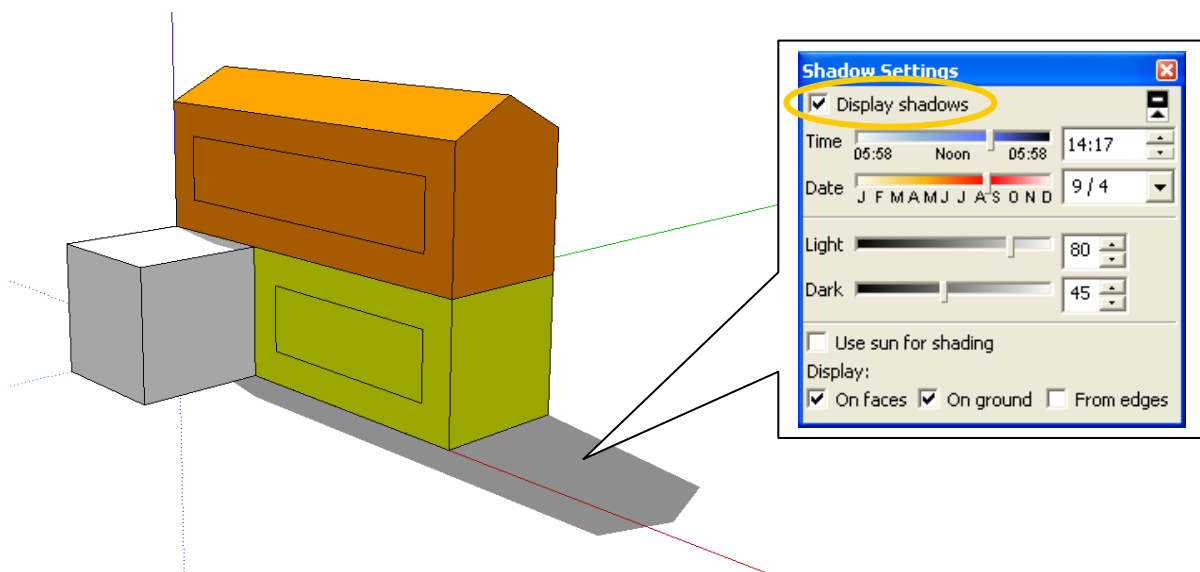 Shadow Settings
Display shadows
Time 05:58 Noon 05:58 14:17
Date J F M A M J J A S O N D 9 / 4
Light 80
Dark 45
Use sun for shading
Display:
On faces On ground From edges